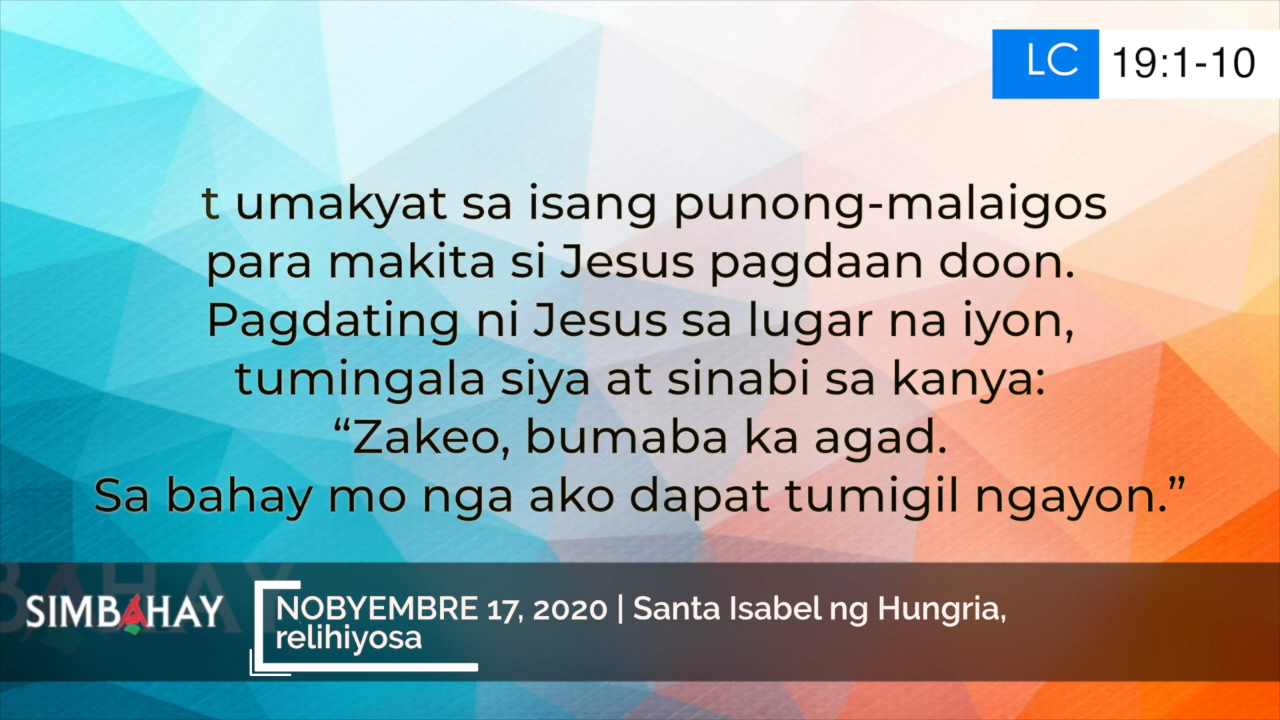 LC 19:1-10
t umakyat sa isang punong-malaigos
para makita si Jesus pagdaan doon.
Pagdating ni Jesus sa lugar na iyon,
tumingala siya at sinabi sa kanya:
“Zakeo, bumaba ka agad.
Sa bahay mo nga ako dapat tumigil ngayon.”
SIMBAHAY
NOBYEMBRE 17, 2020 | Santa Isabel ng Hungria,
relihiyosa